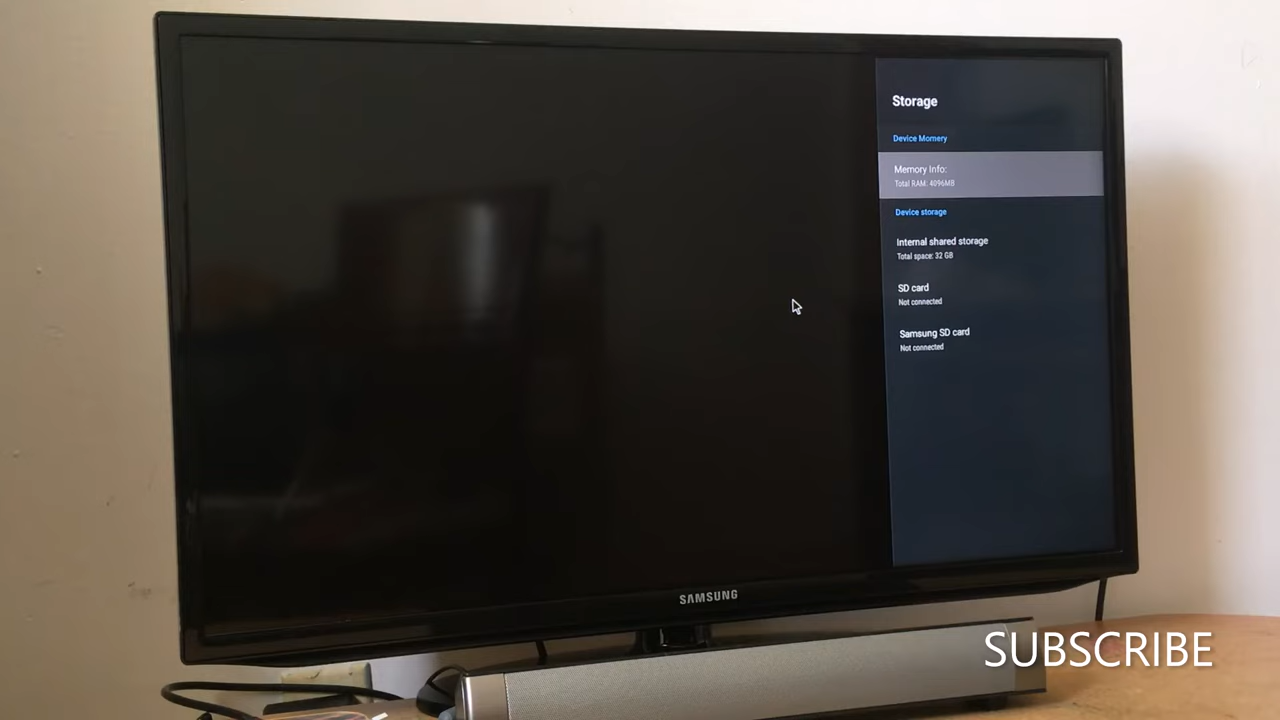 Storage
Device Momery
Memory Info:
Total RAM: 4096MB
Device storage
Internal shared storage
Total space: 32 GB
SD card
Not connected
Samsung SD card
Not connected
SAMSUNG
SUBSCRIBE